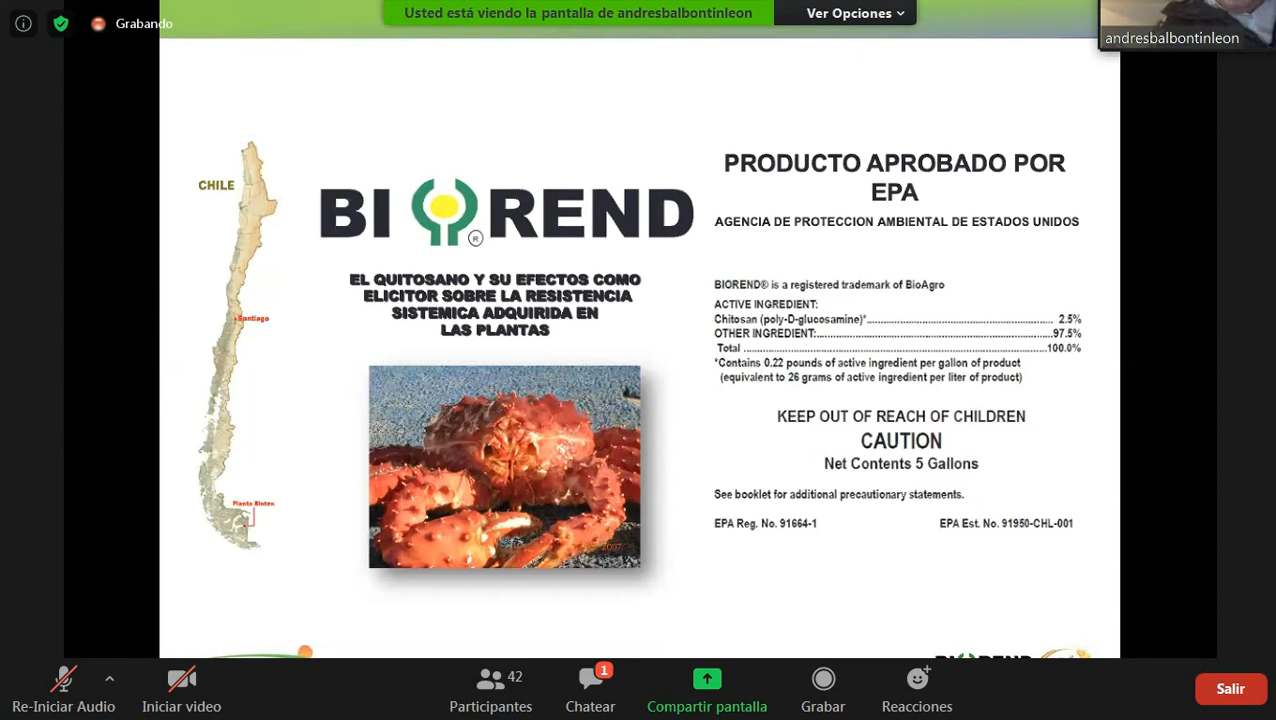 Grabando
Usted está viendo la pantalla de andresbalbontinleon
Ver Opciones
andresbalbontinleon
CHILE
Santiago
BIOREND
®
EL QUITOSANO Y SU EFECTOS COMO
ELICITOR SOBRE LA RESISTENCIA
SISTEMICA ADQUIRIDA EN
LAS PLANTAS
PRODUCTO APROBADO POR
EPA
AGENCIA DE PROTECCION AMBIENTAL DE ESTADOS UNIDOS
BIOREND® is a registered trademark of BioAgro
ACTIVE INGREDIENT:
Chitosan (poly-D-glucosamine)*.......... 2.5%
OTHER INGREDIENT:..........97.5%
Total ..........100.0%
*Contains 0.22 pounds of active ingredient per gallon of product
(equivalent to 26 grams of active ingredient per liter of product)
KEEP OUT OF REACH OF CHILDREN
CAUTION
Net Contents 5 Gallons
See booklet for additional precautionary statements.
EPA Reg. No. 91664-1
EPA Est. No. 91950-CHL-001
2007
BIOREND
Re-Iniciar Audio
Iniciar video
42
Participantes
1
Chatear
Compartir pantalla
Grabar
Reacciones
Salir